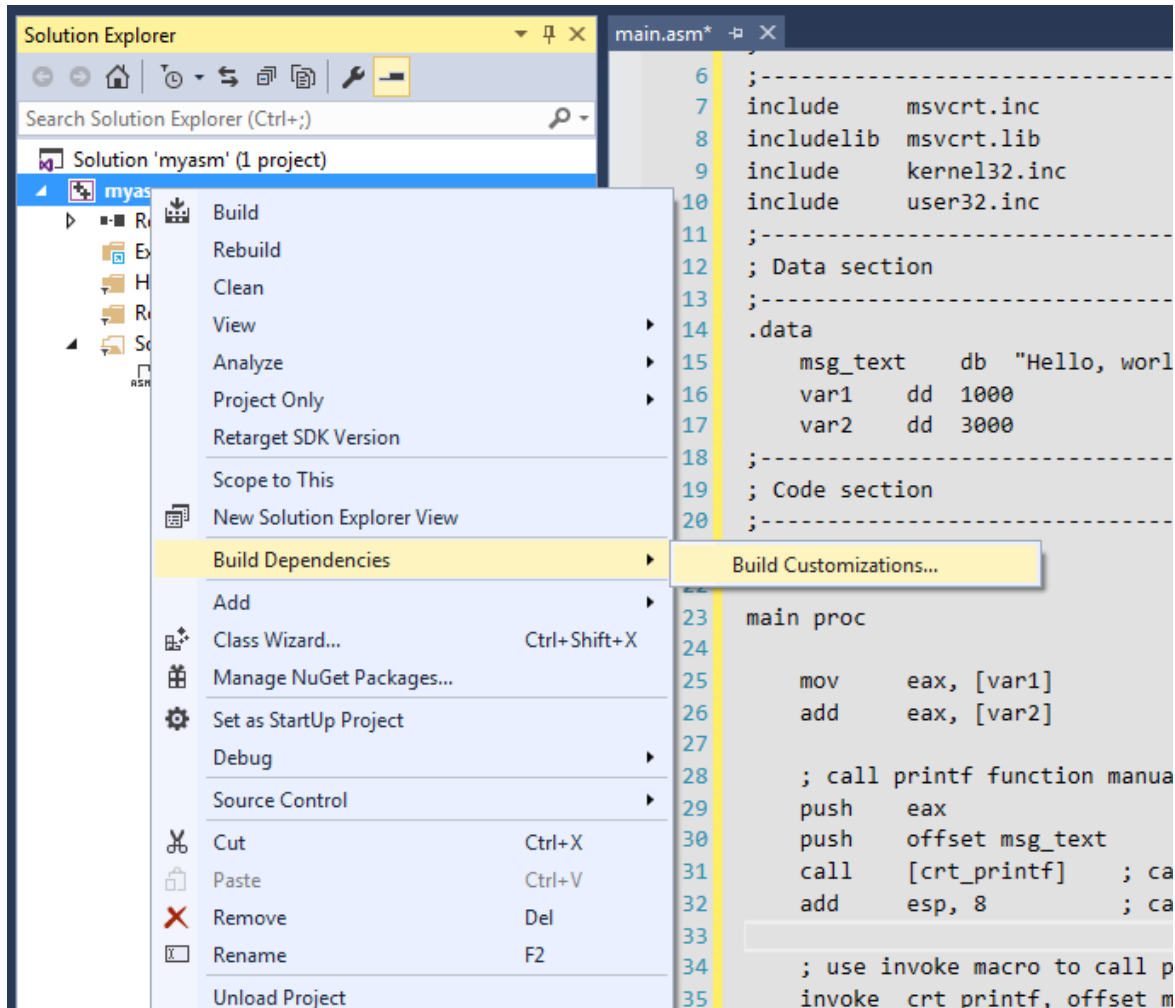 Solution Explorer
Search Solution Explorer (Ctrl+;)
Solution 'myasm' (1 project)
Build
Rebuild
Clean
View
Analyze
Project Only
Retarget SDK Version
Scope to This
New Solution Explorer View
Build Dependencies
Build Customizations...
Add
Class Wizard... Ctrl+Shift+X
Manage NuGet Packages...
Set as StartUp Project
Debug
Source Control
Cut Ctrl+X
Paste Ctrl+V
Remove Del
Rename F2
Unload Project
main.asm*
6 ;--------------------------------
7 include msvcrt.inc
8 includelib msvcrt.lib
9 include kernel32.inc
10 include user32.inc
11 ;--------------------------------
12 ; Data section
13 ;--------------------------------
14 .data
15 msg_text db "Hello, worl
16 var1 dd 1000
17 var2 dd 3000
18 ;--------------------------------
19 ; Code section
20 ;--------------------------------
23 main proc
24
25 mov eax, [var1]
26 add eax, [var2]
27
28 ; call printf function manua
29 push eax
30 push offset msg_text
31 call [crt_printf] ; ca
32 add esp, 8 ; ca
33
34 ; use invoke macro to call p
35 invoke crt_printf, offset m